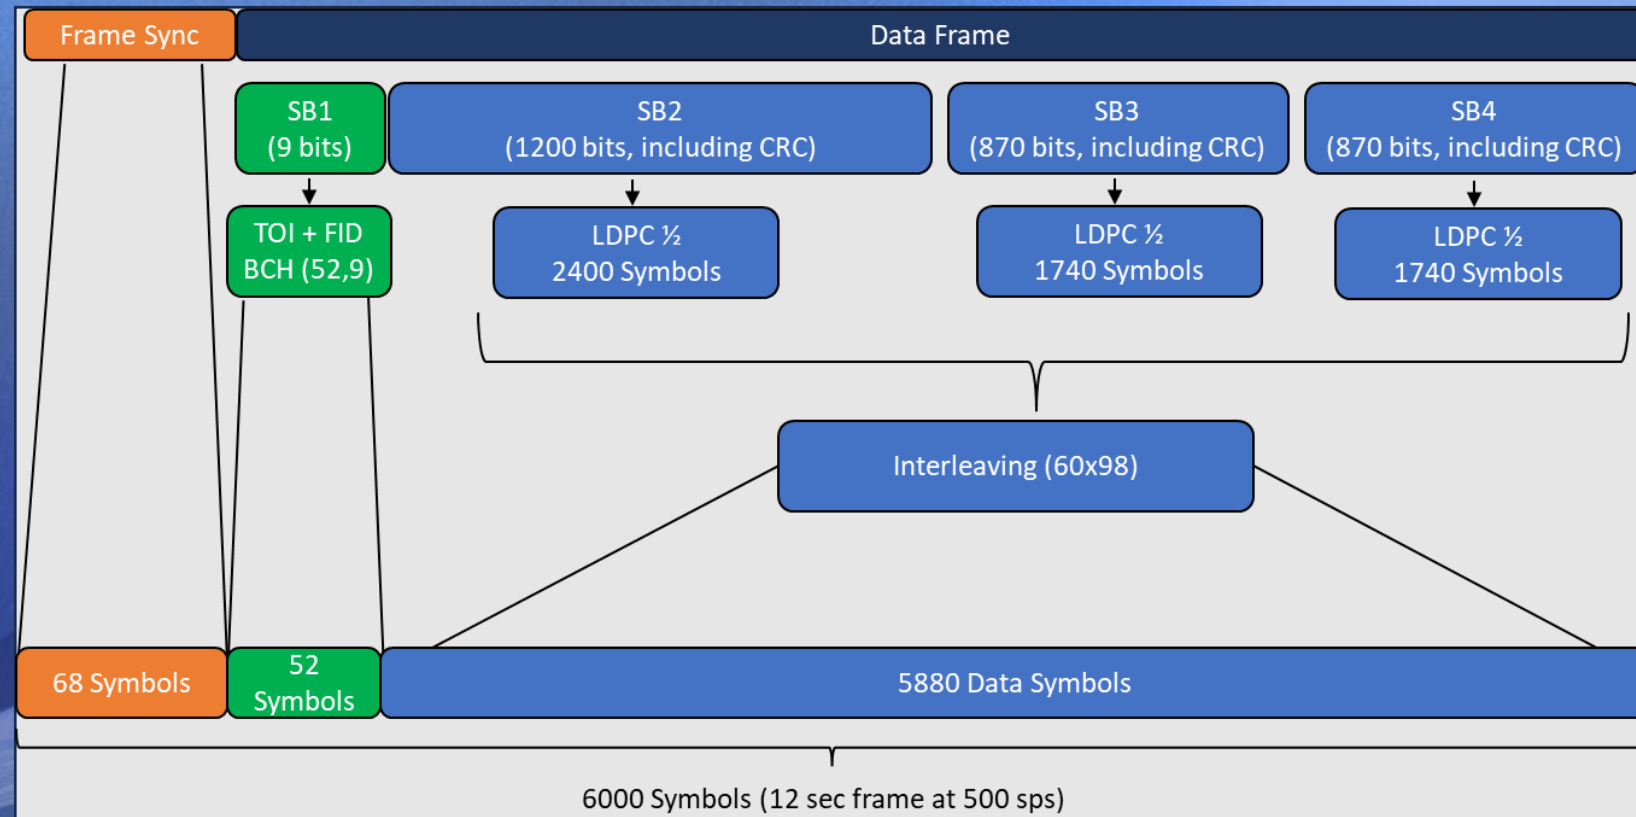 Frame Sync
Data Frame
SB1
(9 bits)
SB2
(1200 bits, including CRC)
SB3
(870 bits, including CRC)
SB4
(870 bits, including CRC)
TOI + FID
BCH (52,9)
LDPC ½
2400 Symbols
LDPC ½
1740 Symbols
LDPC ½
1740 Symbols
Interleaving (60x98)
68 Symbols
52
Symbols
5880 Data Symbols
6000 Symbols (12 sec frame at 500 sps)